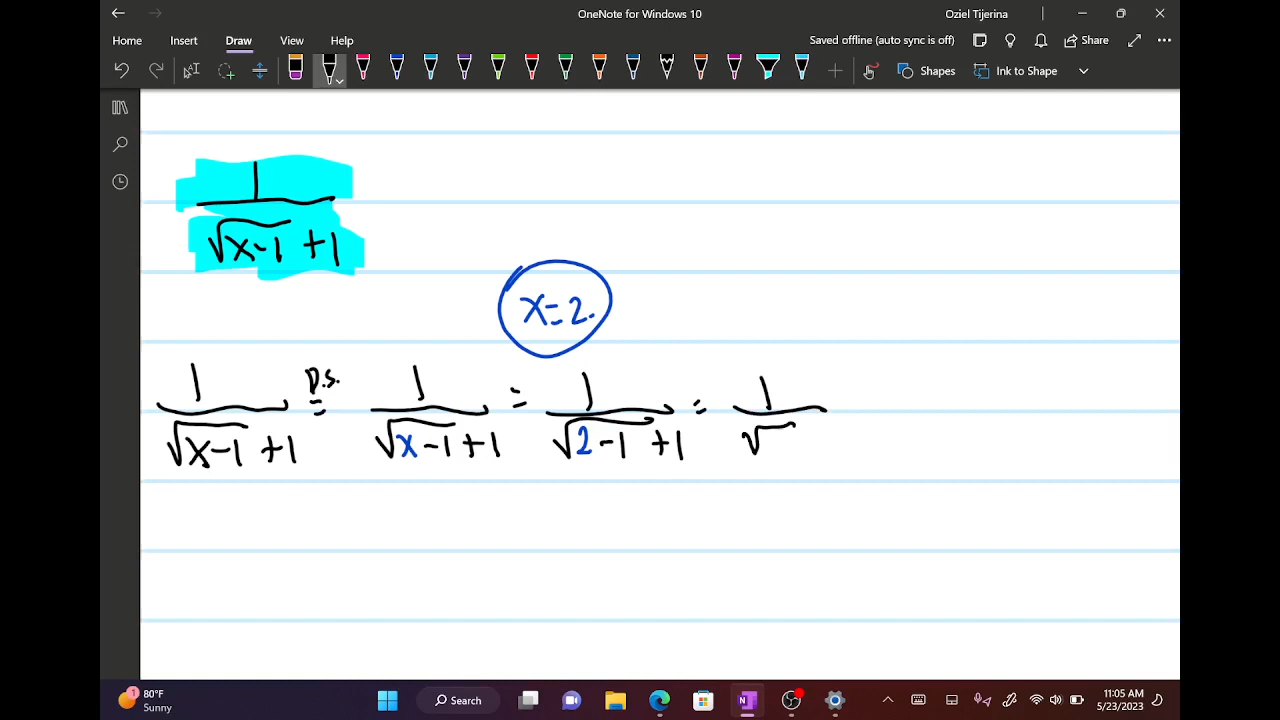 OneNote for Windows 10
Oziel Tijerina
Home Insert Draw View Help
Saved offline (auto sync is off)
Share
Shapes
Ink to Shape
1
√x-1 +1
x=2.
1 p.s. 1 1 1
√x-1 +1 = √x-1 +1 = √2-1 +1 = √
1
80°F
Sunny
Search
N
11:05 AM
5/23/2023